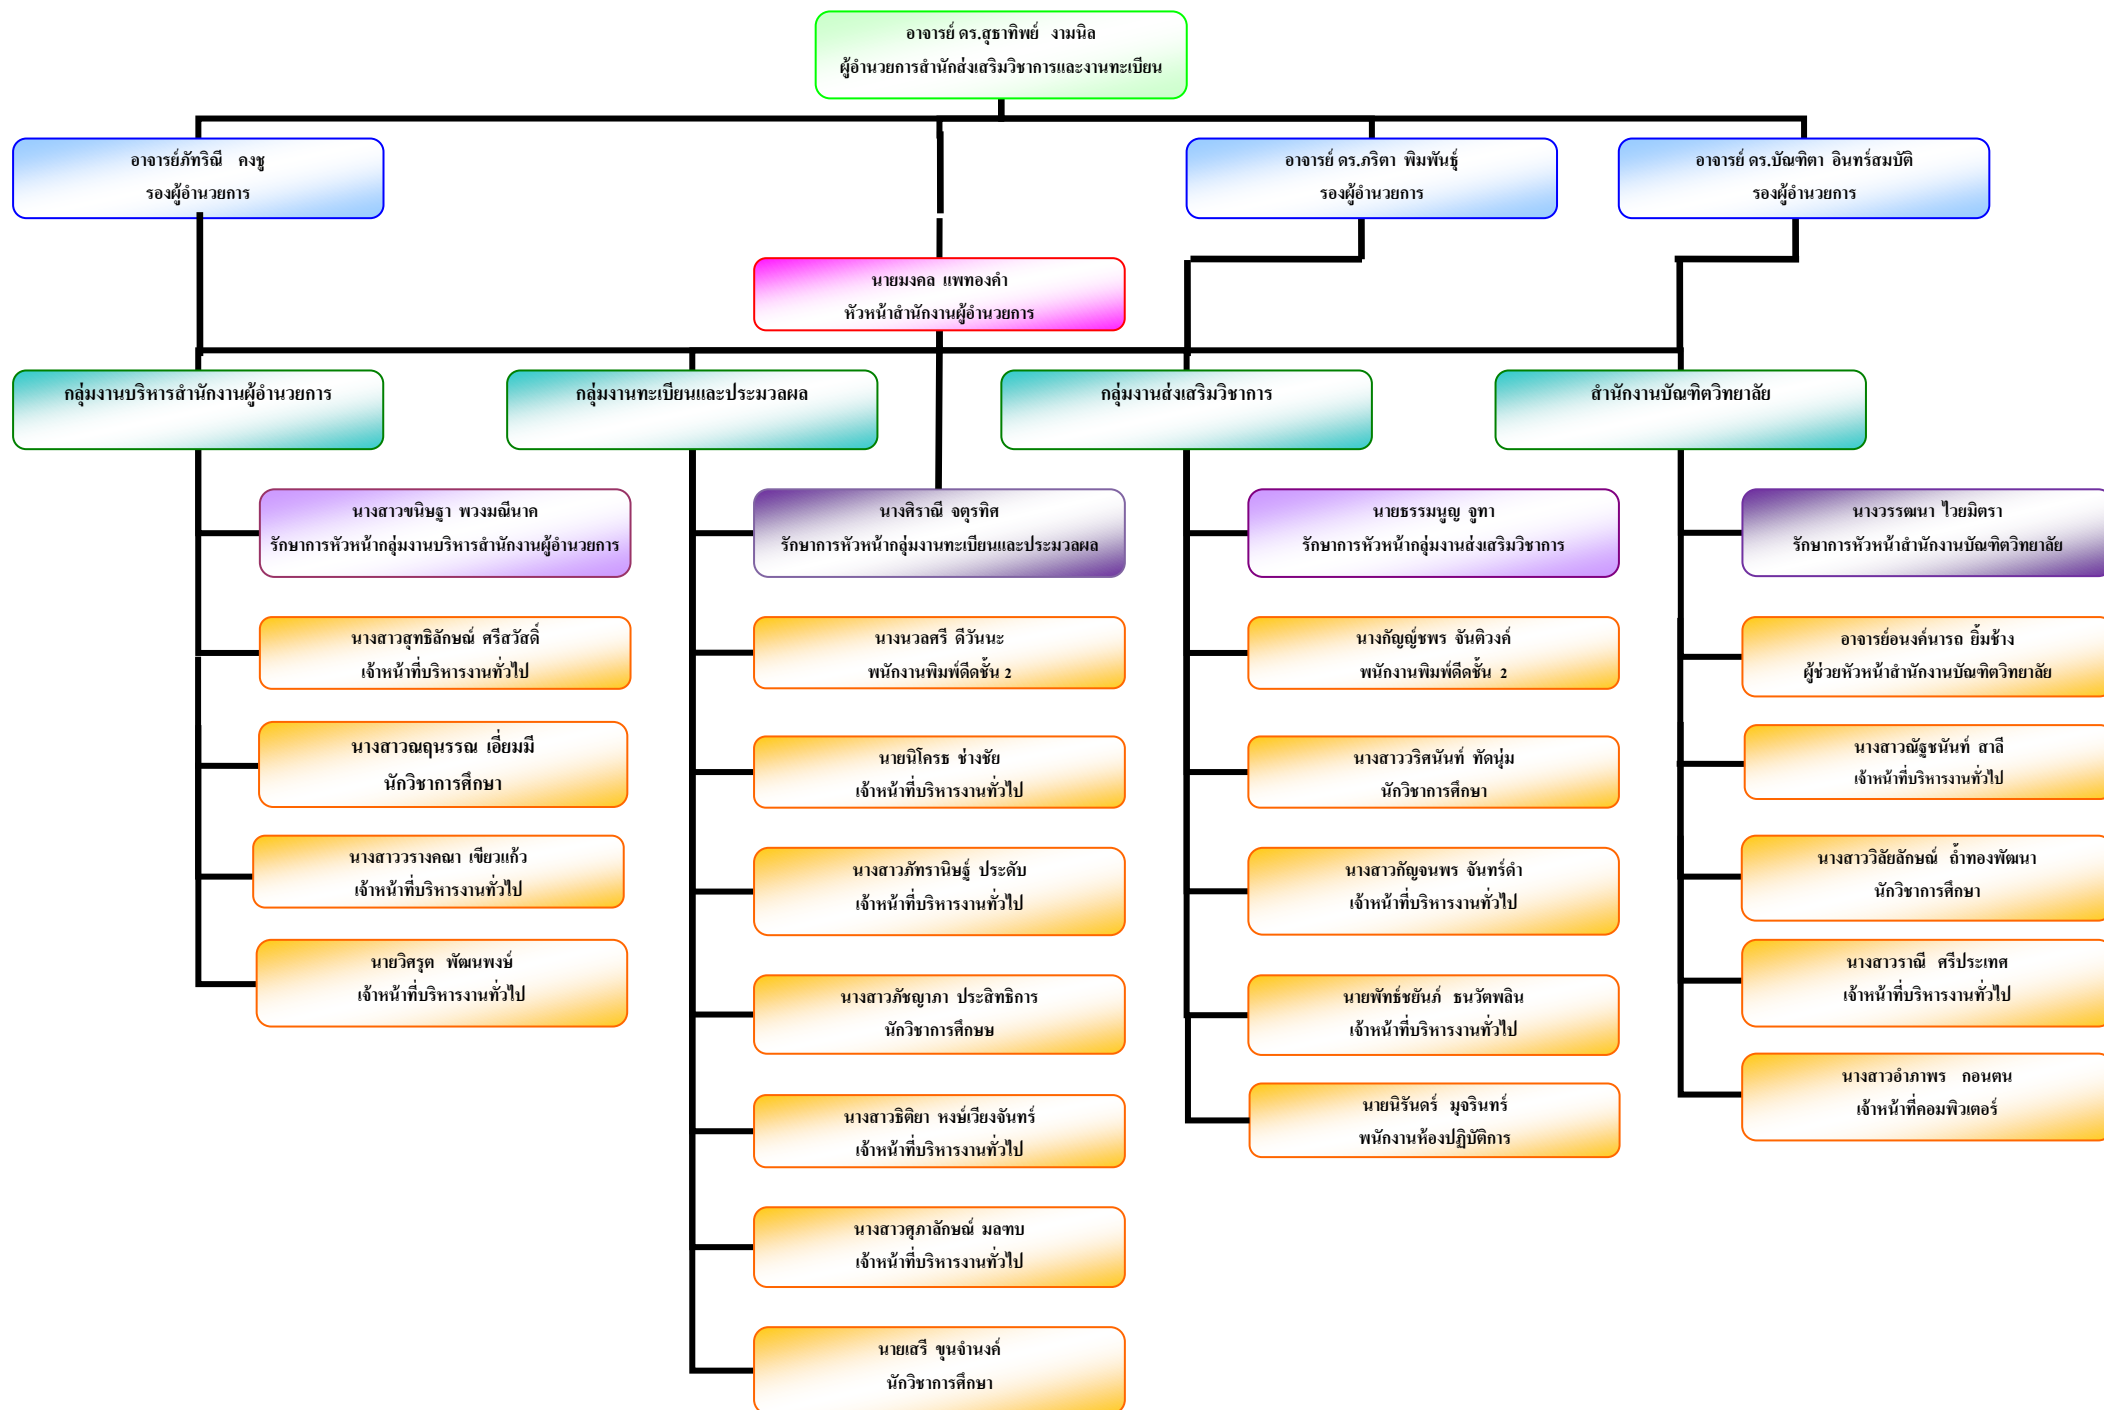 อาจารย์ ดร.สุธาทิพย์ งามนิล
ผู้อำนวยการสำนักส่งเสริมวิชาการและงานทะเบียน
อาจารย์ภัทริณี คงชู
รองผู้อำนวยการ
อาจารย์ ดร.ภริตา พิมพันธุ์
รองผู้อำนวยการ
อาจารย์ ดร.บัณฑิตา อินทร์สมบัติ
รองผู้อำนวยการ
นายมงคล แพทองคำ
หัวหน้าสำนักงานผู้อำนวยการ
กลุ่มงานบริหารสำนักงานผู้อำนวยการ
กลุ่มงานทะเบียนและประมวลผล
กลุ่มงานส่งเสริมวิชาการ
สำนักงานบัณฑิตวิทยาลัย
นางสาวขนิษฐา พวงมณีนาค
รักษาการหัวหน้ากลุ่มงานบริหารสำนักงานผู้อำนวยการ
นางศิราณี จตุรทิศ
รักษาการหัวหน้ากลุ่มงานทะเบียนและประมวลผล
นายธรรมนูญ จูทา
รักษาการหัวหน้ากลุ่มงานส่งเสริมวิชาการ
นางวรรฒนา ไวยมิตรา
รักษาการหัวหน้าสำนักงานบัณฑิตวิทยาลัย
นางสาวสุทธิลักษณ์ ศรีสวัสดิ์
เจ้าหน้าที่บริหารงานทั่วไป
นางนวลศรี ดีวันนะ
พนักงานพิมพ์ดีดชั้น 2
นางกัญญ์ชพร จันติวงค์
พนักงานพิมพ์ดีดชั้น 2
อาจารย์อนงค์นารถ ยิ้มช้าง
ผู้ช่วยหัวหน้าสำนักงานบัณฑิตวิทยาลัย
นางสาวณฤนรรณ เอี่ยมมี
นักวิชาการศึกษา
นายนิโครธ ช่างชัย
เจ้าหน้าที่บริหารงานทั่วไป
นางสาววริศนันท์ ทัดนุ่ม
นักวิชาการศึกษา
นางสาวณัฐชนันท์ สาลี
เจ้าหน้าที่บริหารงานทั่วไป
นางสาววรางคณา เขียวแก้ว
เจ้าหน้าที่บริหารงานทั่วไป
นางสาวภัทรานิษฐ์ ประดับ
เจ้าหน้าที่บริหารงานทั่วไป
นางสาวกัญจนพร จันทร์ดำ
เจ้าหน้าที่บริหารงานทั่วไป
นางสาววิลัยลักษณ์ ถ้ำทองพัฒนา
นักวิชาการศึกษา
นายวิศรุต พัฒนพงษ์
เจ้าหน้าที่บริหารงานทั่วไป
นางสาวภัชญาภา ประสิทธิการ
นักวิชาการศึกษษ
นายพัทธ์ชยันภ์ ธนวัตพลิน
เจ้าหน้าที่บริหารงานทั่วไป
นางสาวราณี ศรีประเทศ
เจ้าหน้าที่บริหารงานทั่วไป
นางสาวธิติยา หงษ์เวียงจันทร์
เจ้าหน้าที่บริหารงานทั่วไป
นายนิรันดร์ มุจรินทร์
พนักงานห้องปฏิบัติการ
นางสาวอำภาพร กอนตน
เจ้าหน้าที่คอมพิวเตอร์
นางสาวศุภาลักษณ์ มลฑบ
เจ้าหน้าที่บริหารงานทั่วไป
นายเสรี ขุนจำนงค์
นักวิชาการศึกษา